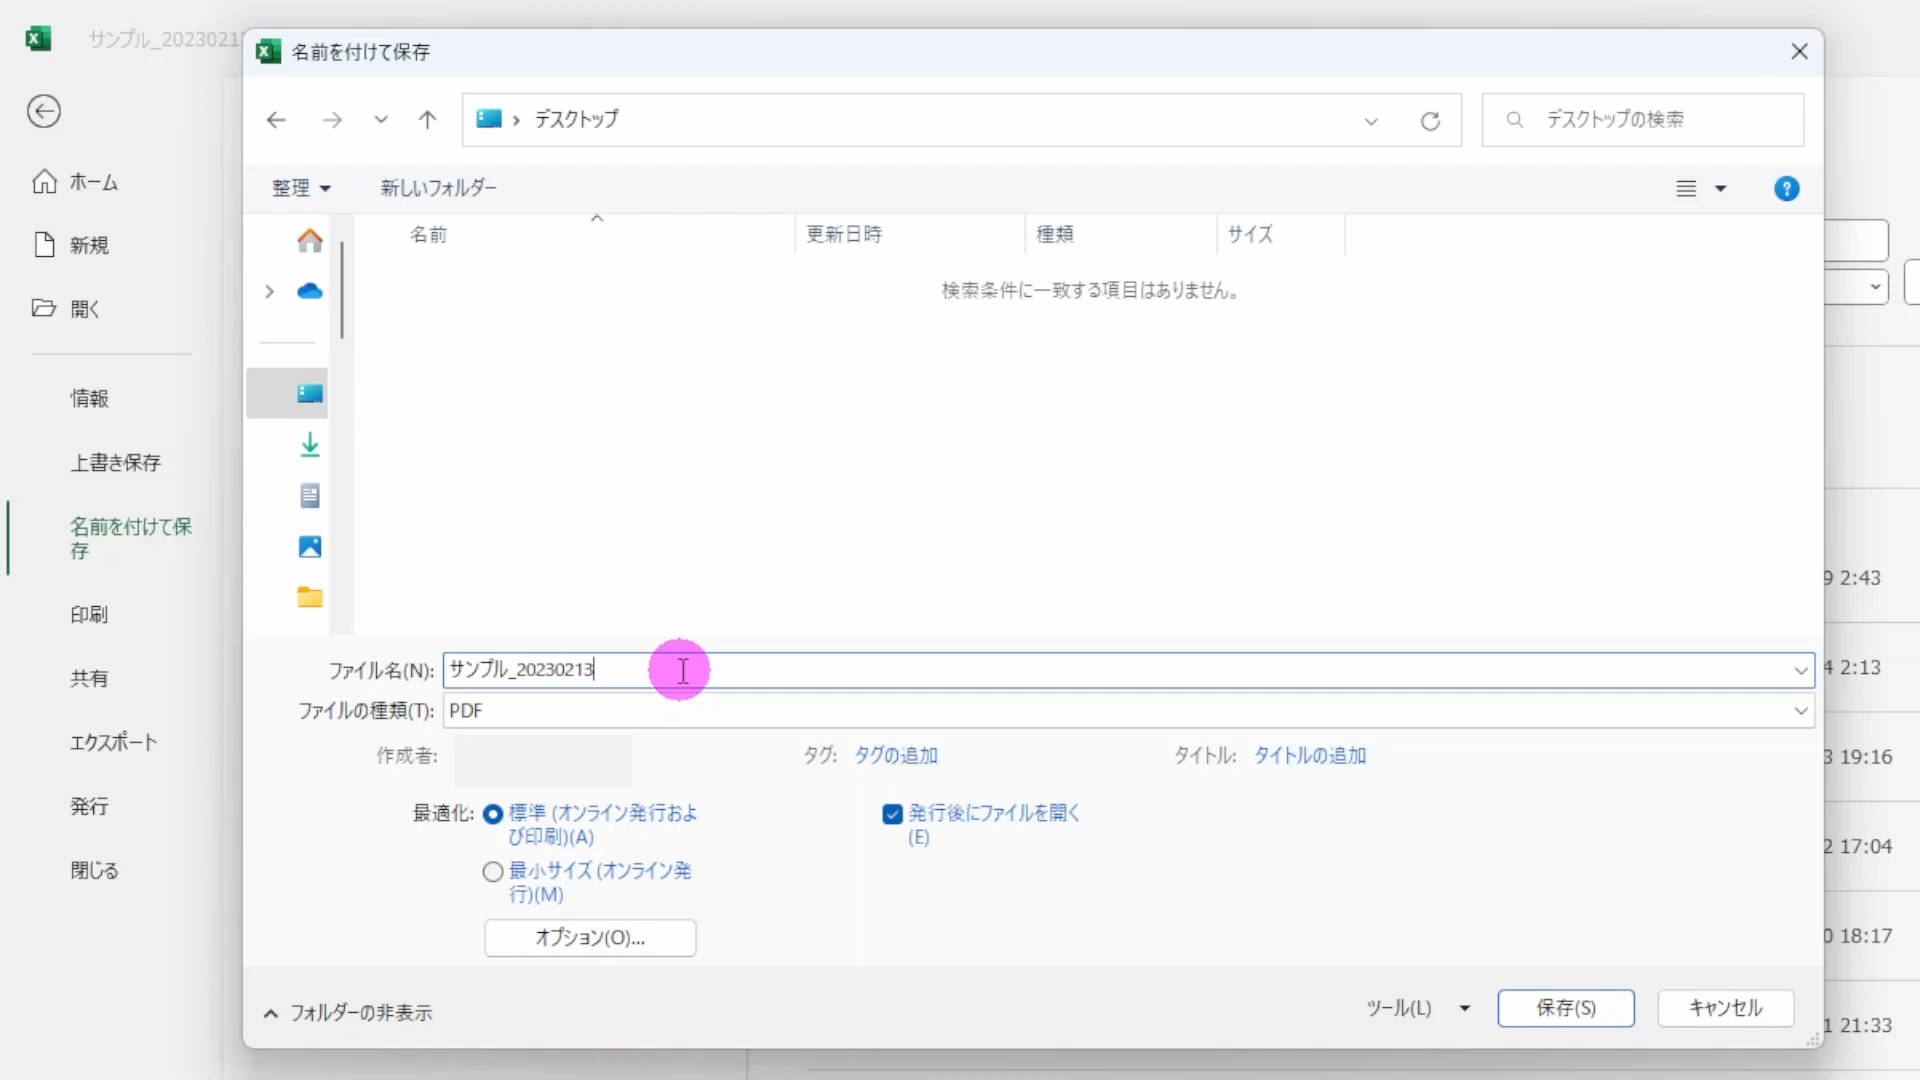 サンプル_2023021
名前を付けて保存
デスクトップ
デスクトップの検索
整理
新しいフォルダー
名前
更新日時
種類
サイズ
検索条件に一致する項目はありません。
ホーム
新規
開く
情報
上書き保存
名前を付けて保
存
印刷
共有
エクスポート
発行
閉じる
ファイル名(N):
サンプル_20230213
ファイルの種類(T):
PDF
作成者:
タグ:
タグの追加
タイトル:
タイトルの追加
最適化:
標準 (オンライン発行およ
び印刷)(A)
最小サイズ (オンライン発
行)(M)
発行後にファイルを開く
(E)
オプション(O)...
フォルダーの非表示
ツール(L)
保存(S)
キャンセル
9 2:43
4 2:13
3 19:16
2 17:04
0 18:17
1 21:33